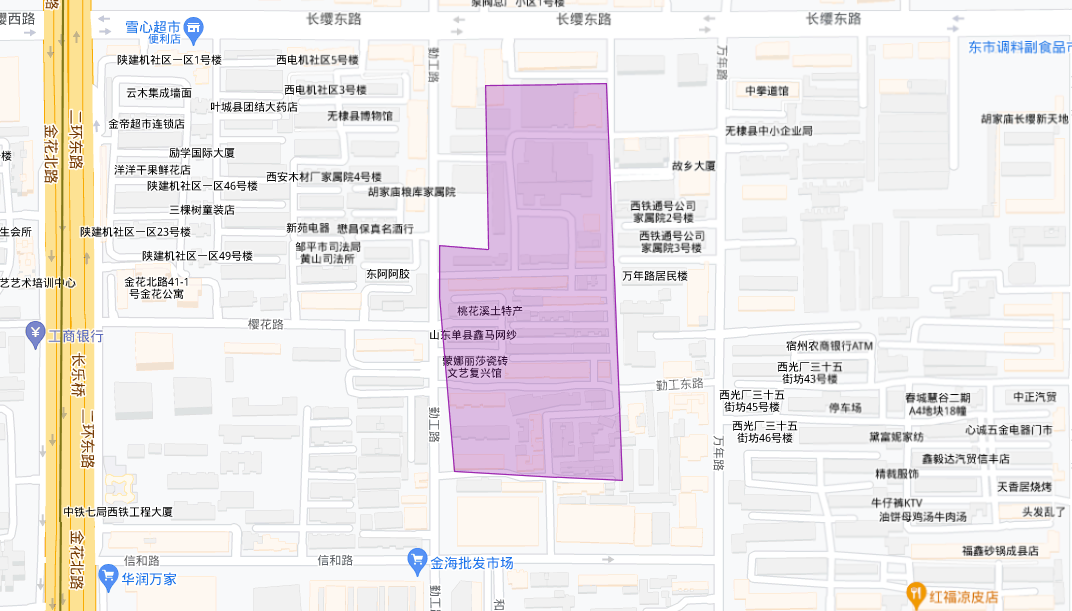 泵阀总厂小区1号楼
樱西路
长缨东路
长缨东路
长缨东路
雪心超市
便利店
东市调料副食品市
陕建机社区一区1号楼
西电机社区5号楼
勤工路
万年路
云木集成墙面
西电机社区3号楼
中拳道馆
叶城县团结大药店
无棣县博物馆
金帝超市连锁店
胡家庙长缨新天地
二环东路
金花北路
无棣县中小企业局
楼
励学国际大厦
洋洋干果鲜花店
西安木材厂家属院4号楼
故乡大厦
陕建机社区一区46号楼
胡家庙粮库家属院
三棵树童装店
西铁通号公司
家属院2号楼
生会所
陕建机社区一区23号楼
新苑电器
懋昌保真名酒行
西铁通号公司
家属院3号楼
邹平市司法局
黄山司法所
陕建机社区一区49号楼
东阿阿胶
万年路居民楼
艺艺术培训中心
金花北路41-1
号金花公寓
桃花溪土特产
樱花路
工商银行
山东单县鑫马网纱
宿州农商银行ATM
长乐桥
蒙娜丽莎瓷砖
文艺复兴馆
西光厂三十五
街坊43号楼
勤工东路
西光厂三十五
街坊45号楼
停车场
春城慧谷二期
A4地块18幢
中正汽贸
二环东路
勤工路
万年路
西光厂三十五
街坊46号楼
黛富妮家纺
心诚五金电器门市
鑫毅达汽贸信丰店
精戟服饰
天香居烧烤
牛仔裤KTV
油饼母鸡汤牛肉汤
头发乱了
中铁七局西铁工程大厦
金花北路
信和路
信和路
金海批发市场
福鑫砂锅成县店
华润万家
勤工路
和
红福凉皮店